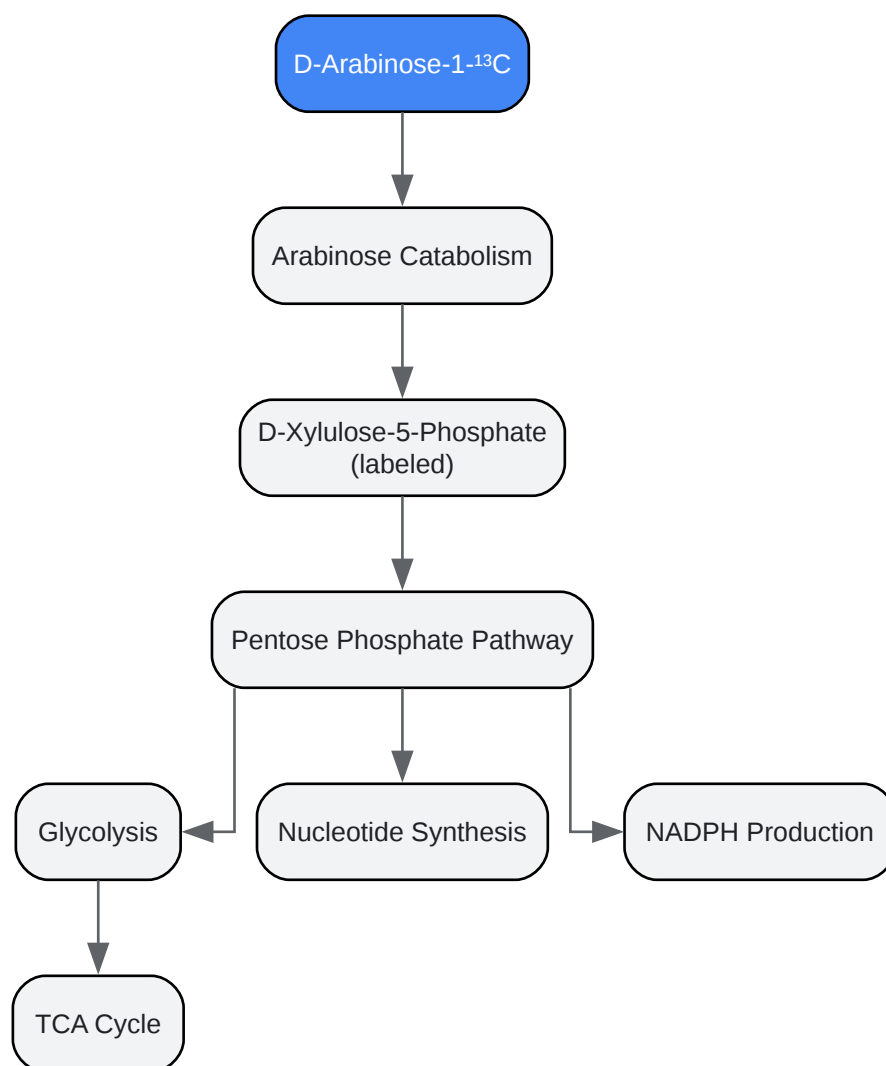 D-Arabinose-1-¹³C
Arabinose Catabolism
D-Xylulose-5-Phosphate
(labeled)
Pentose Phosphate Pathway
Glycolysis
Nucleotide Synthesis
NADPH Production
TCA Cycle